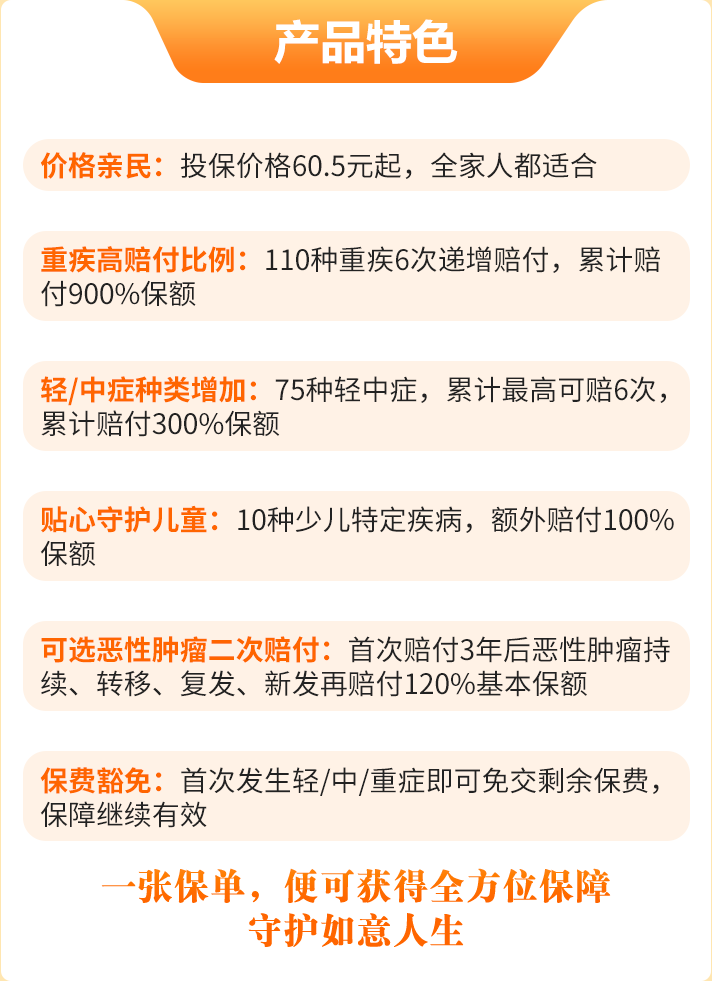 产品特色
价格亲民：投保价格60.5元起，全家人都适合
重疾高赔付比例：110种重疾6次递增赔付，累计赔
付900%保额
轻/中症种类增加：75种轻中症，累计最高可赔6次，
累计赔付300%保额
贴心守护儿童：10种少儿特定疾病，额外赔付100%
保额
可选恶性肿瘤二次赔付：首次赔付3年后恶性肿瘤持
续、转移、复发、新发再赔付120%基本保额
保费豁免：首次发生轻/中/重症即可免交剩余保费，
保障继续有效
一张保单，便可获得全方位保障
守护如意人生